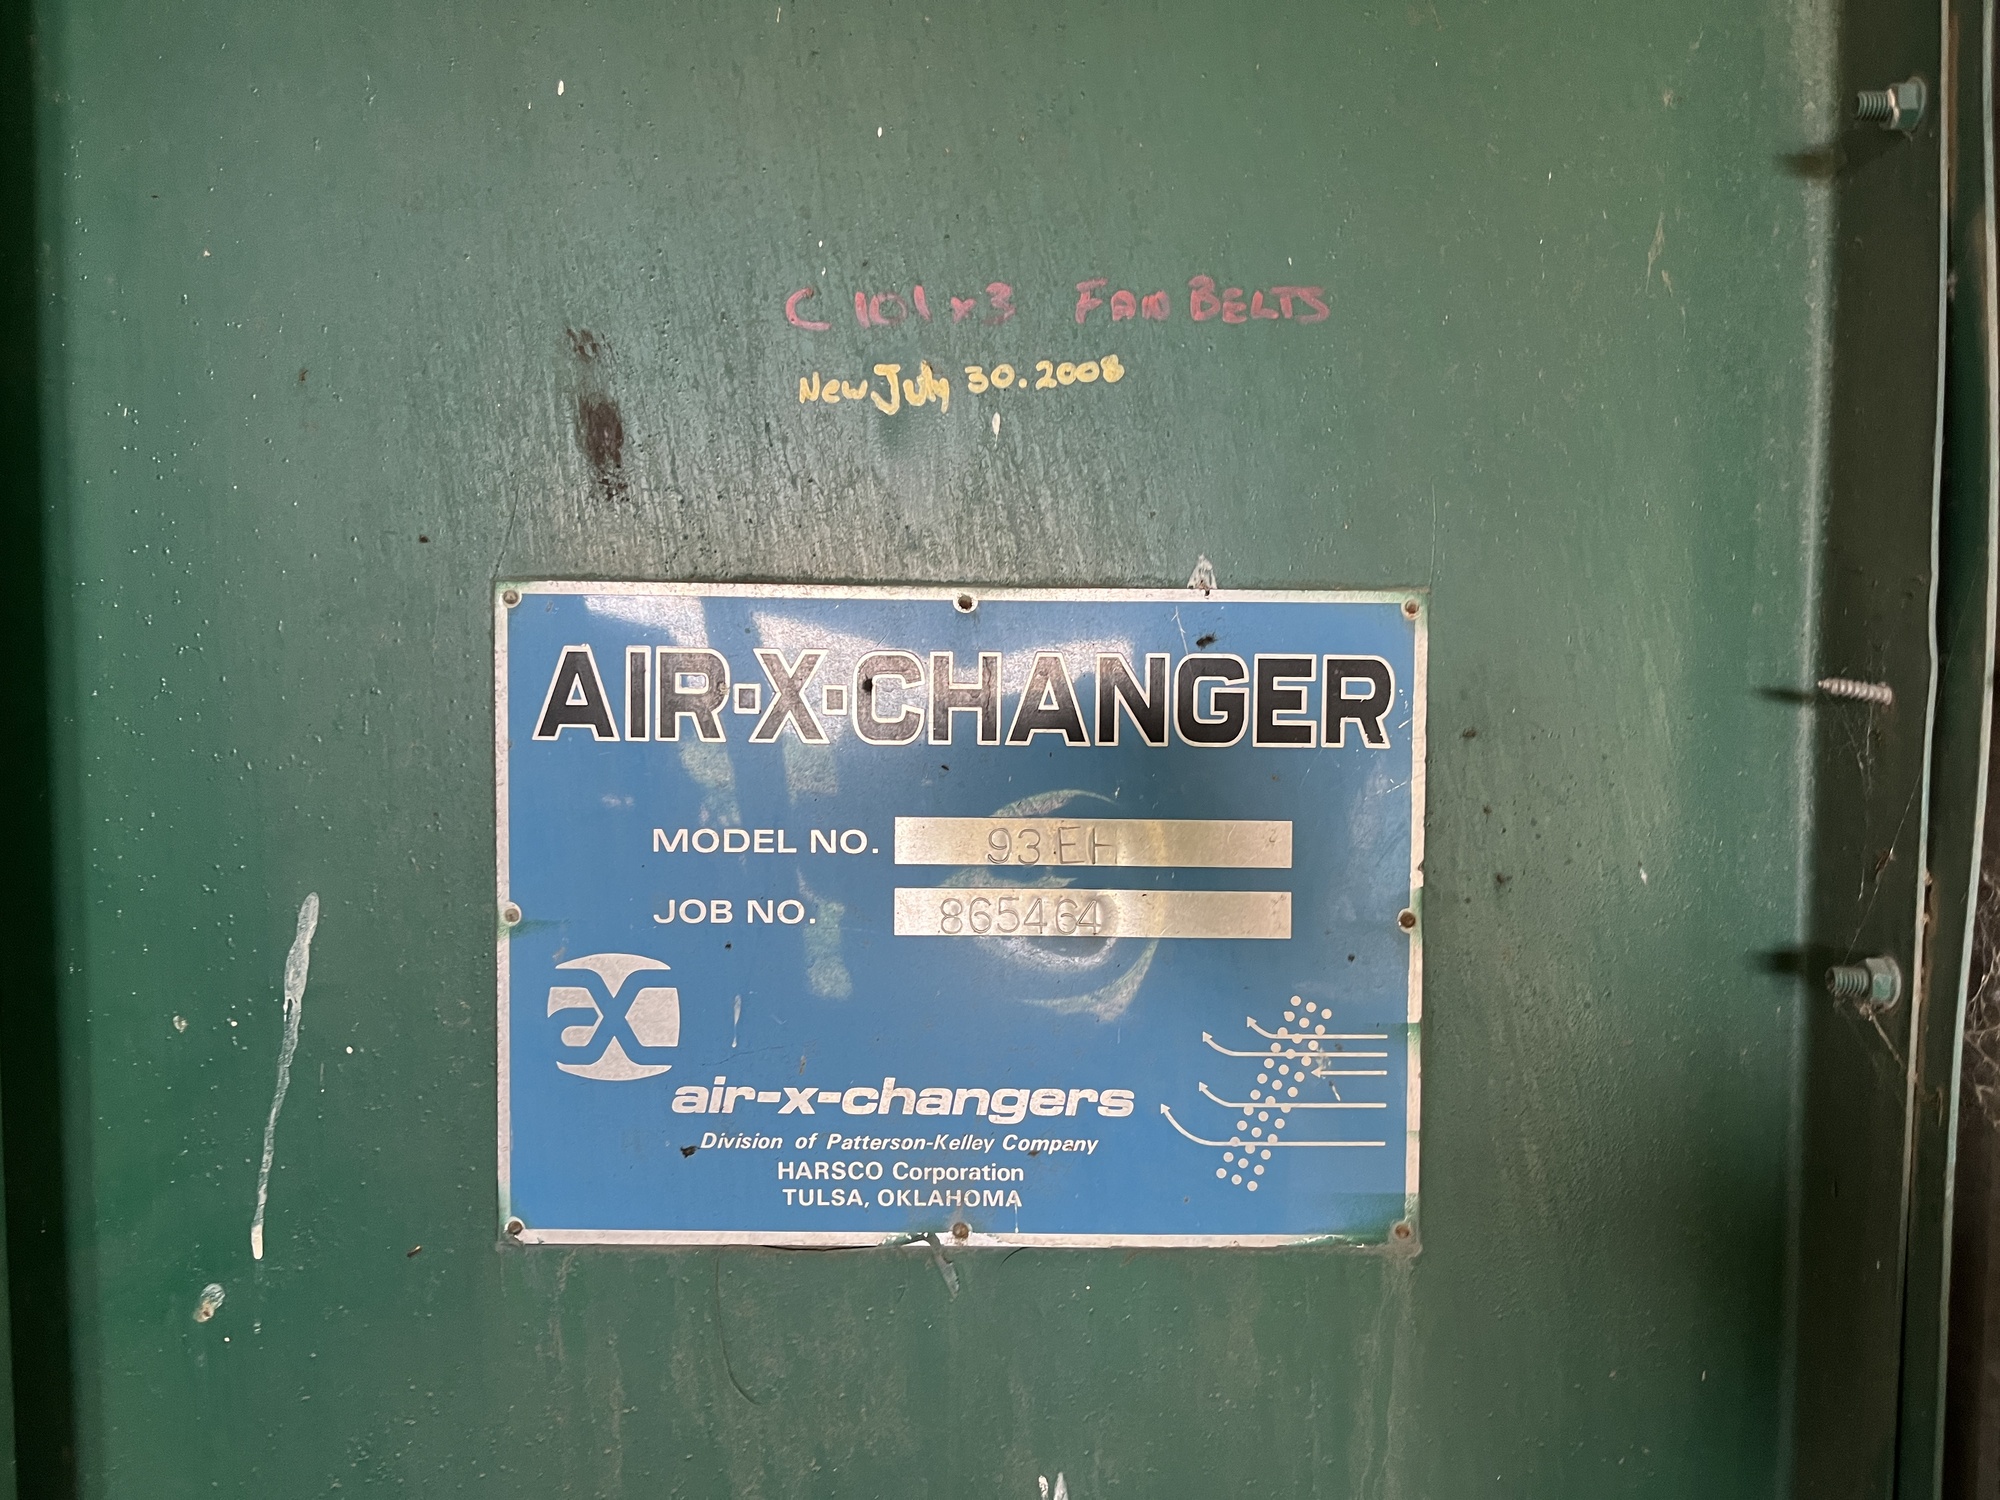 C 101 x 3 FAN BELTS
New July 30.2008
AIR·X·CHANGER
MODEL NO. 93 EH
JOB NO. 865464
ax
air-x-changers
Division of Patterson-Kelley Company
HARSCO Corporation
TULSA, OKLAHOMA